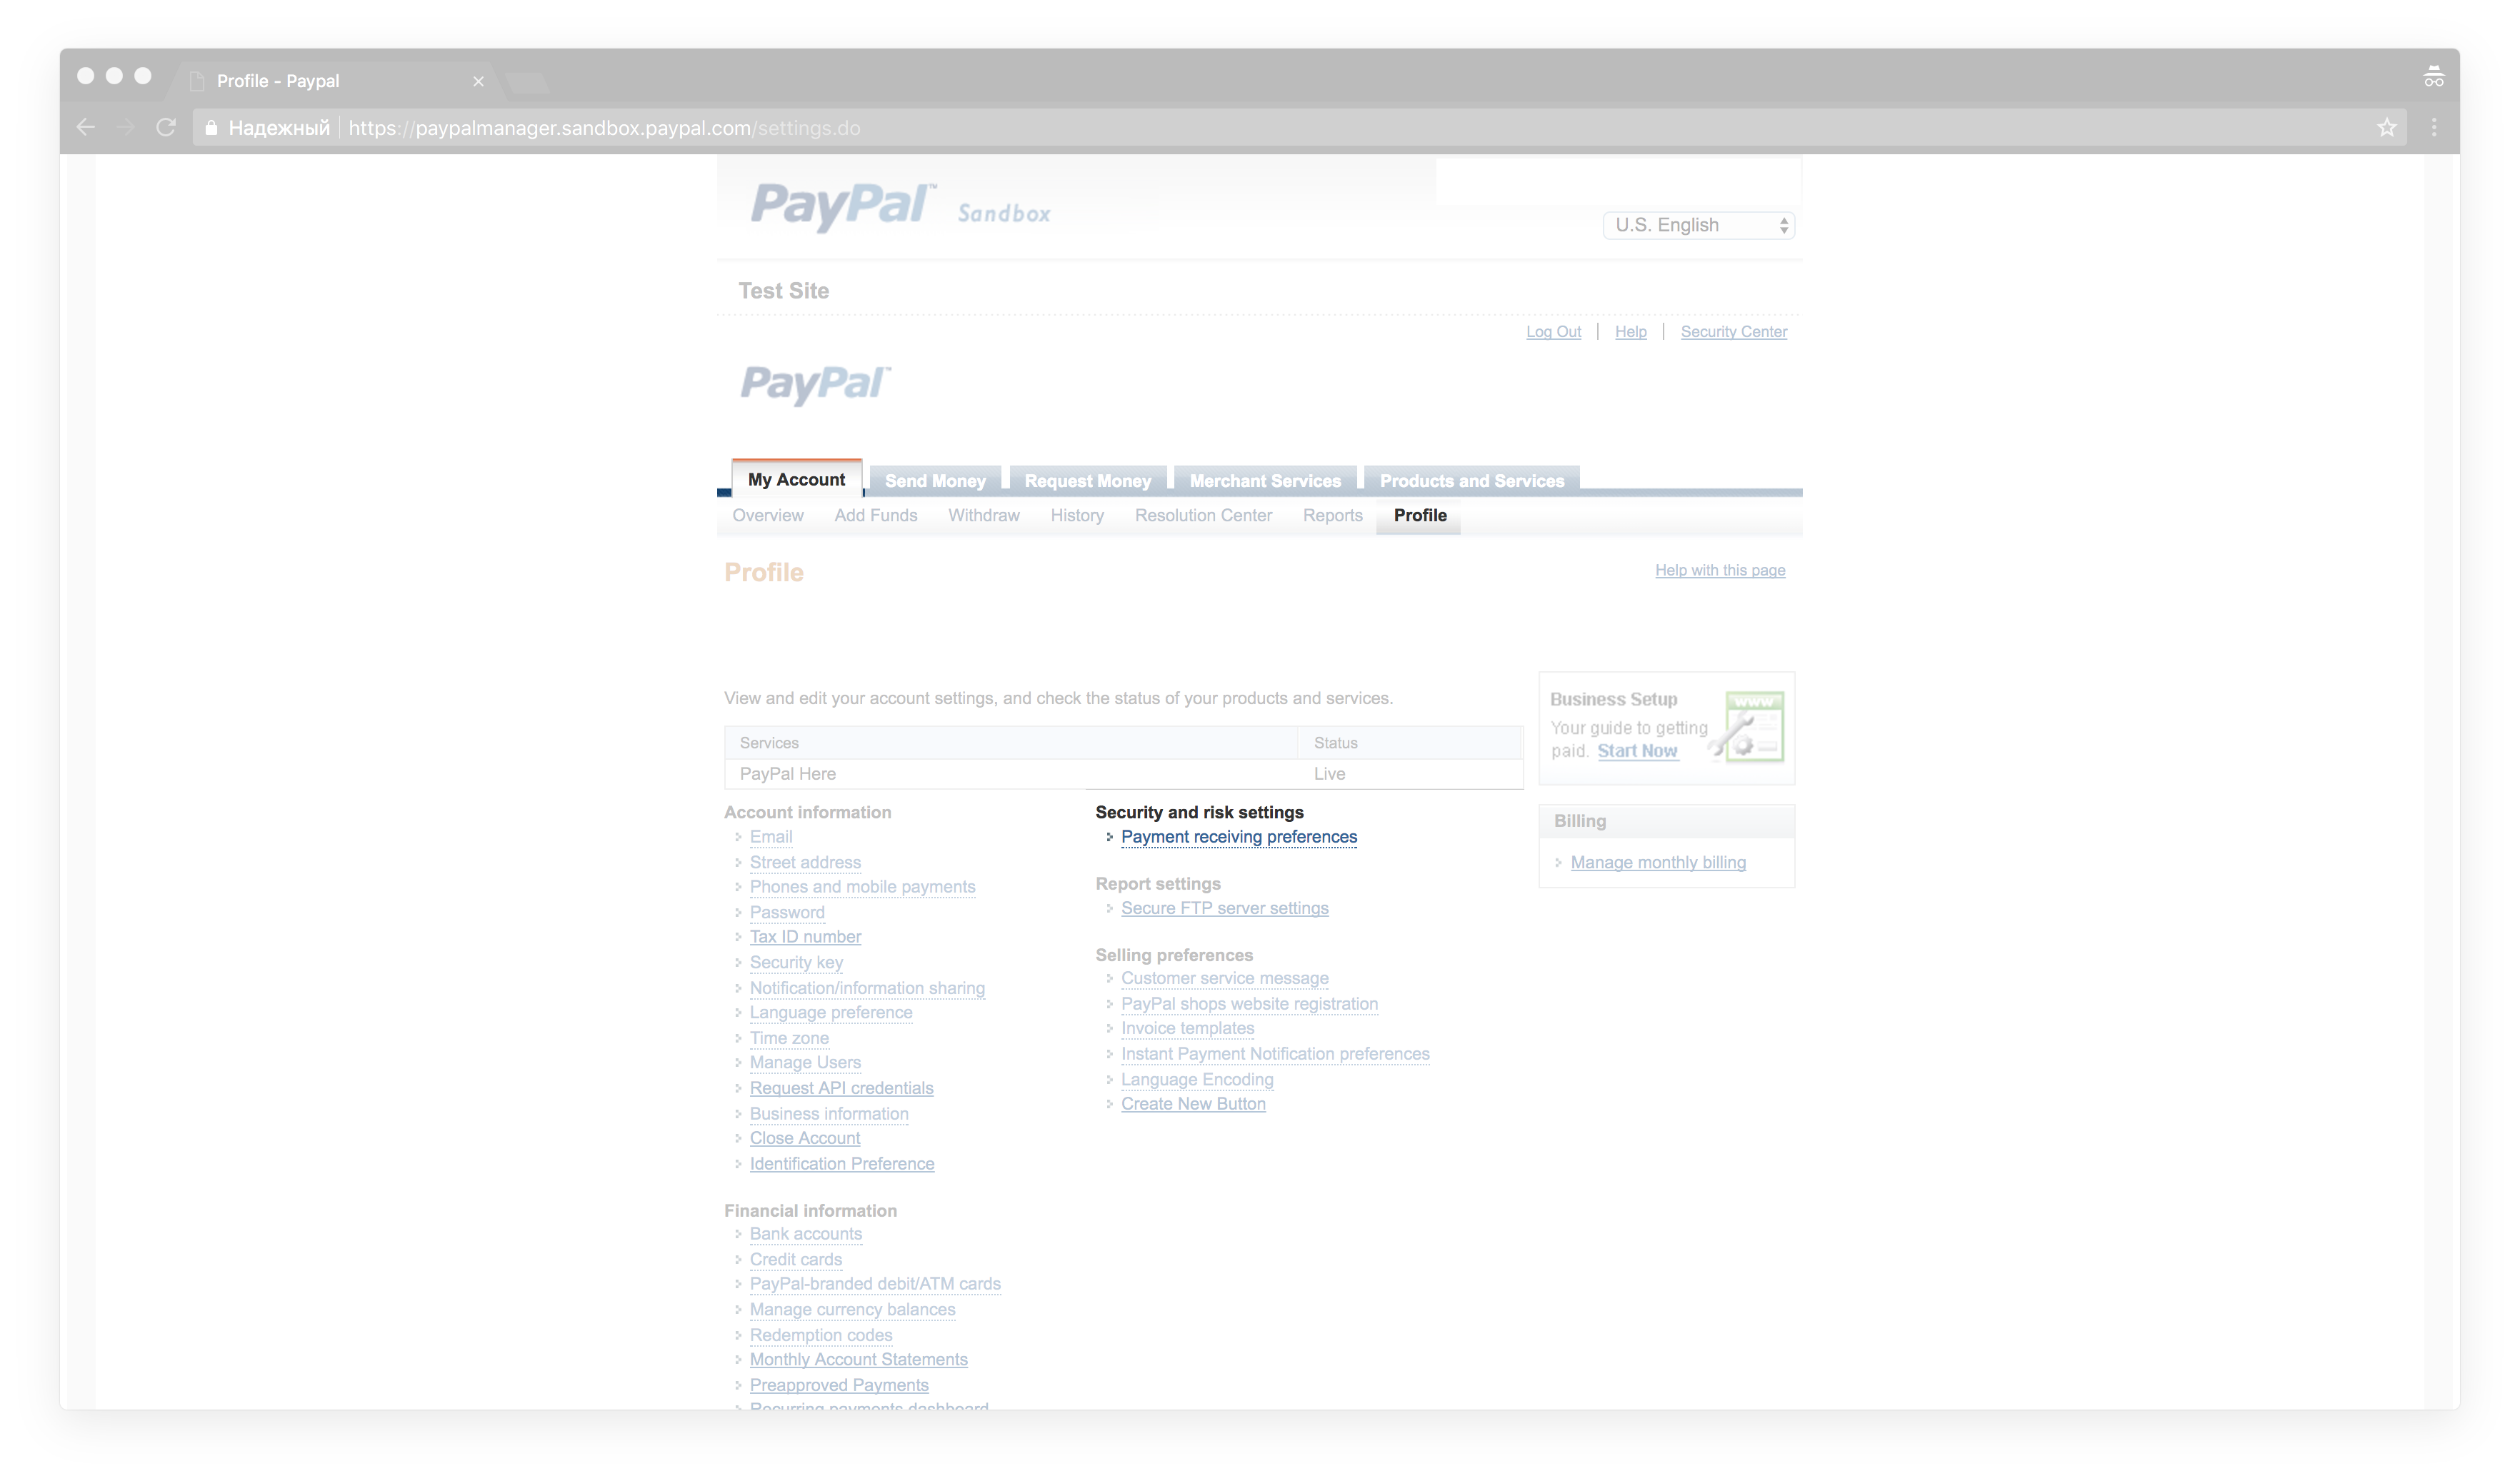 Profile - Paypal
Надежный https://paypalmanager.sandbox.paypal.com/settings.do
PayPal™ Sandbox
U.S. English
Test Site
Log Out Help Security Center
PayPal™
My Account Send Money Request Money Merchant Services Products and Services
Overview Add Funds Withdraw History Resolution Center Reports Profile
Profile
Help with this page
View and edit your account settings, and check the status of your products and services.
Services Status
PayPal Here Live
Account information
Email
Street address
Phones and mobile payments
Password
Tax ID number
Security key
Notification/information sharing
Language preference
Time zone
Manage Users
Request API credentials
Business information
Close Account
Identification Preference
Financial information
Bank accounts
Credit cards
PayPal-branded debit/ATM cards
Manage currency balances
Redemption codes
Monthly Account Statements
Preapproved Payments
Recurring payments dashboard
Security and risk settings
Payment receiving preferences
Report settings
Secure FTP server settings
Selling preferences
Customer service message
PayPal shops website registration
Invoice templates
Instant Payment Notification preferences
Language Encoding
Create New Button
Business Setup
Your guide to getting
paid. Start Now
www
Billing
Manage monthly billing